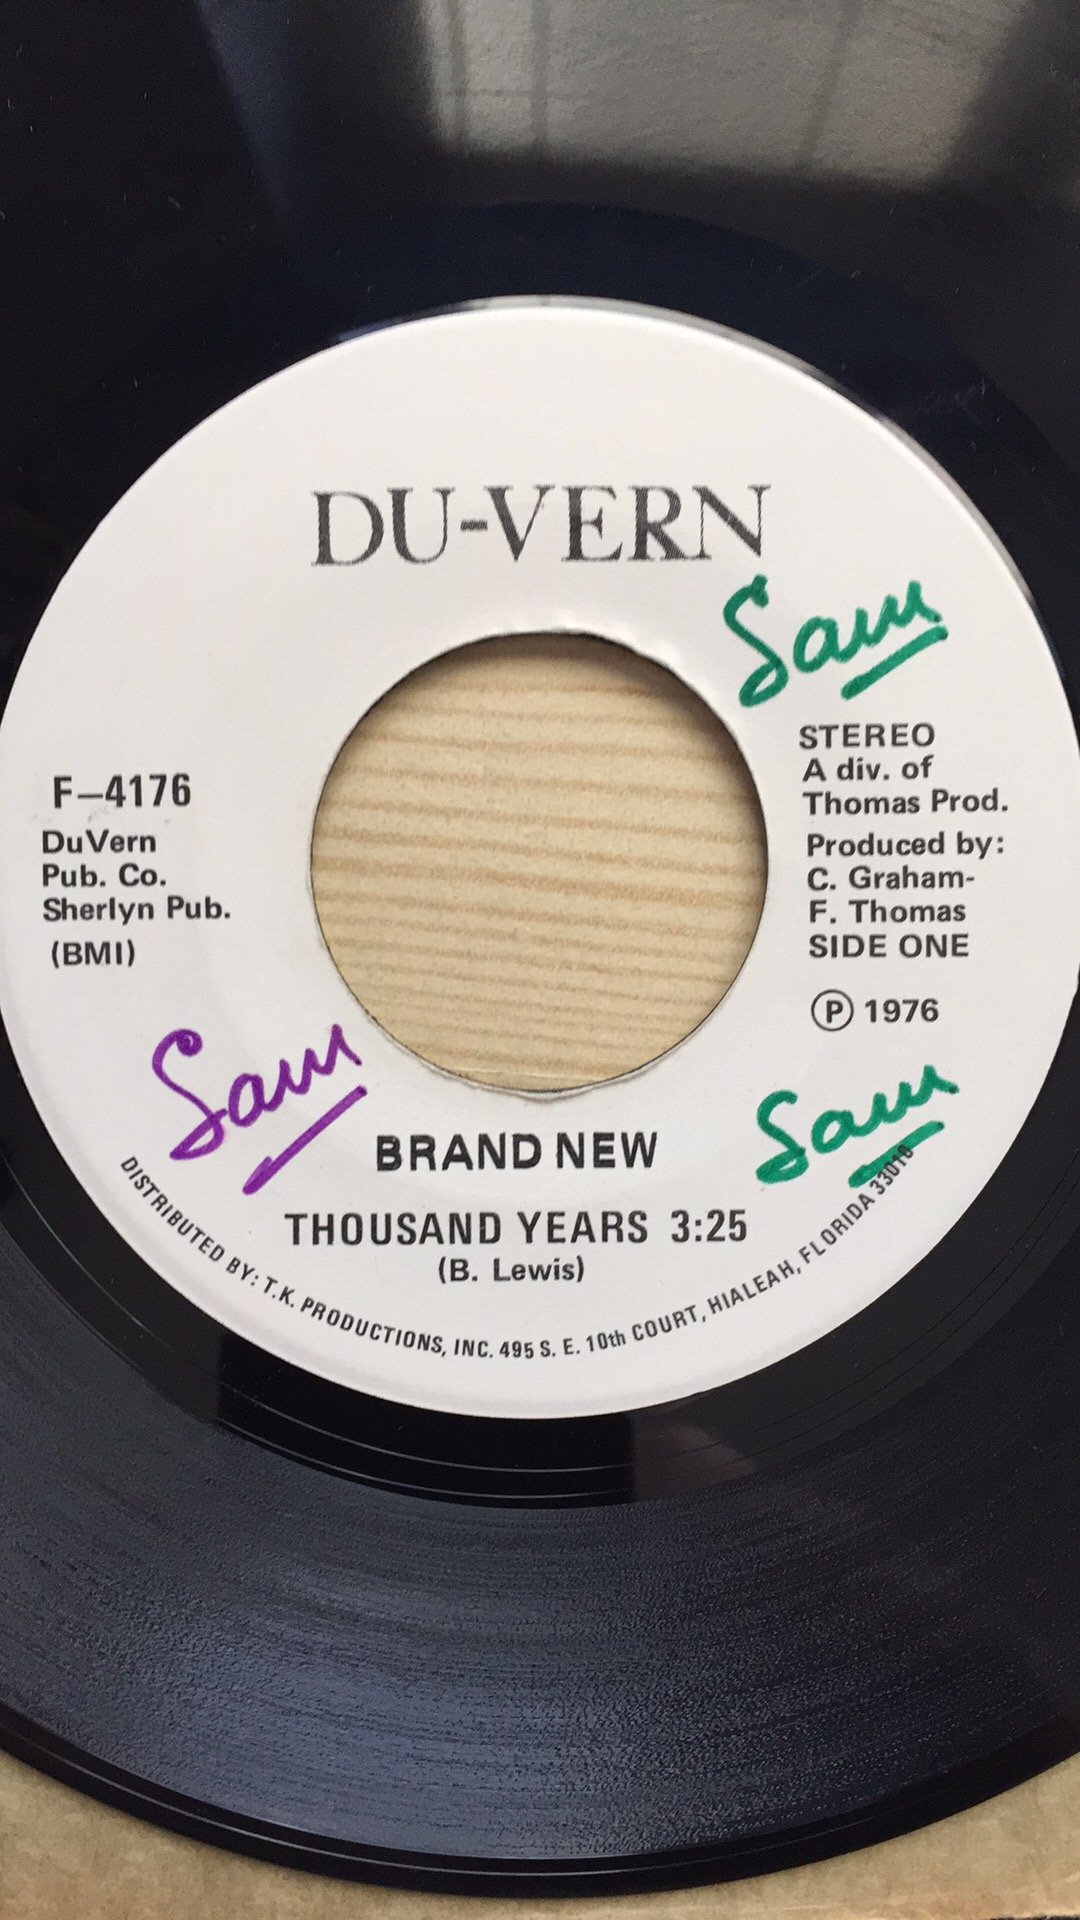 DU-VERN
Sam
F-4176
DuVern
Pub. Co.
Sherlyn Pub.
(BMI)
STEREO
A div. of
Thomas Prod.
Produced by:
C. Graham-
F. Thomas
SIDE ONE
Ⓟ 1976
Sam
Sam
BRAND NEW
THOUSAND YEARS 3:25
(B. Lewis)
DISTRIBUTED BY: T.K. PRODUCTIONS, INC. 495 S. E. 10th COURT, HIALEAH, FLORIDA 33010